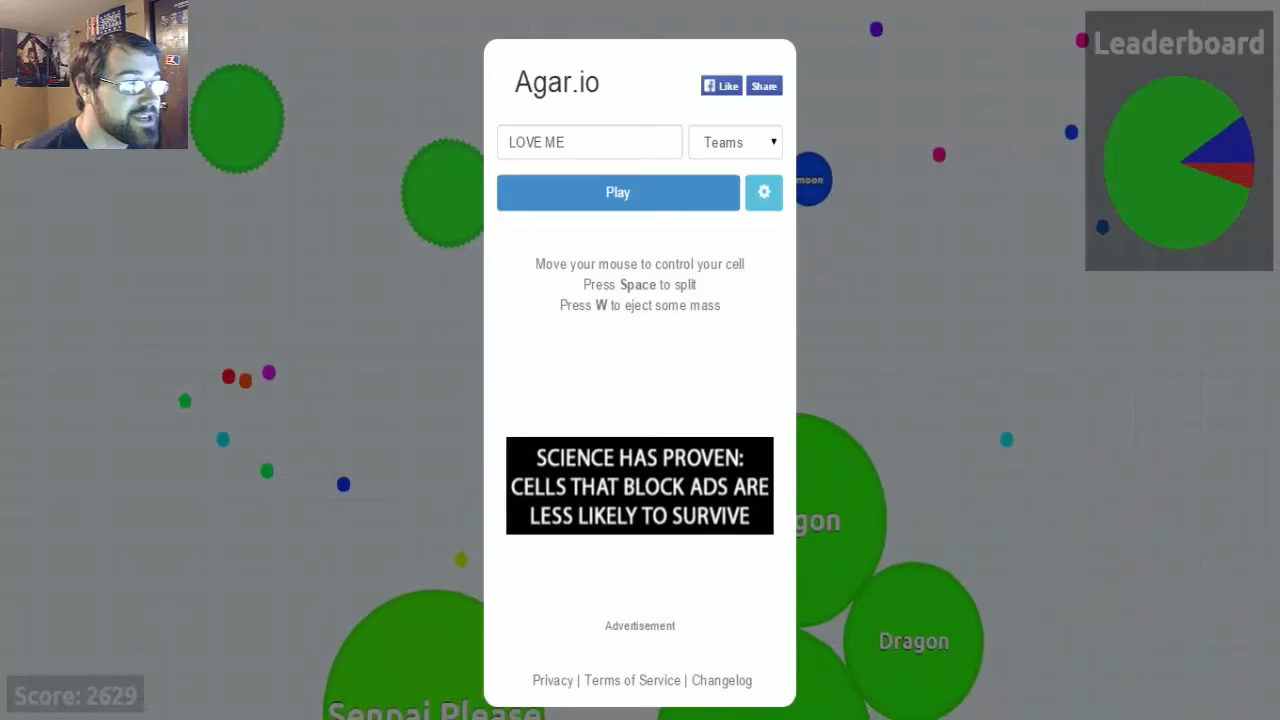 Agar.io
Like Share
LOVE ME
Teams
Play
Move your mouse to control your cell
Press Space to split
Press W to eject some mass
SCIENCE HAS PROVEN:
CELLS THAT BLOCK ADS ARE
LESS LIKELY TO SURVIVE
Advertisement
Privacy | Terms of Service | Changelog
Leaderboard
moon
gon
Dragon
Senpai Please
Score: 2629